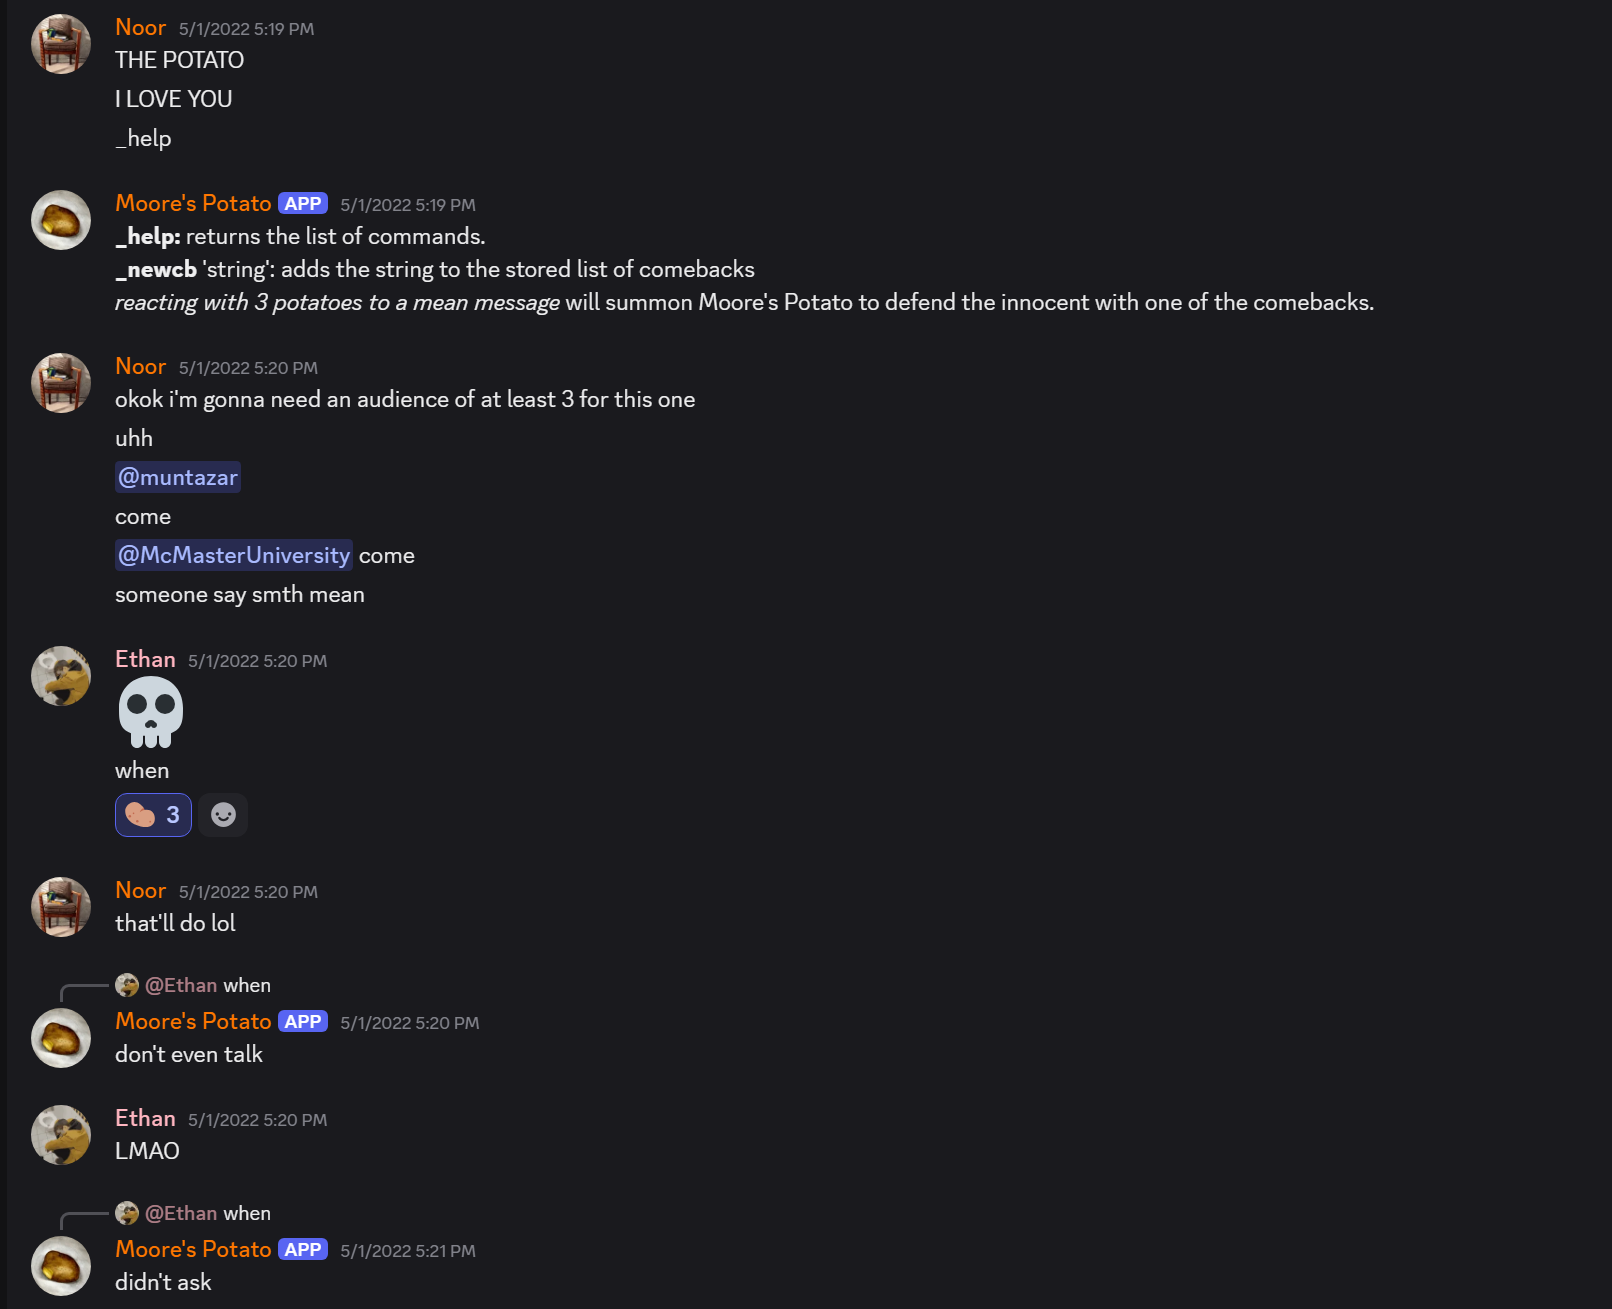 Noor 5/1/2022 5:19 PM
THE POTATO
I LOVE YOU
_help
Moore's Potato APP 5/1/2022 5:19 PM
_help: returns the list of commands.
_newcb 'string': adds the string to the stored list of comebacks
reacting with 3 potatoes to a mean message will summon Moore's Potato to defend the innocent with one of the comebacks.
Noor 5/1/2022 5:20 PM
okok i'm gonna need an audience of at least 3 for this one
uhh
@muntazar
come
@McMasterUniversity come
someone say smth mean
Ethan 5/1/2022 5:20 PM
when
3
Noor 5/1/2022 5:20 PM
that'll do lol
@Ethan when
Moore's Potato APP 5/1/2022 5:20 PM
don't even talk
Ethan 5/1/2022 5:20 PM
LMAO
@Ethan when
Moore's Potato APP 5/1/2022 5:21 PM
didn't ask